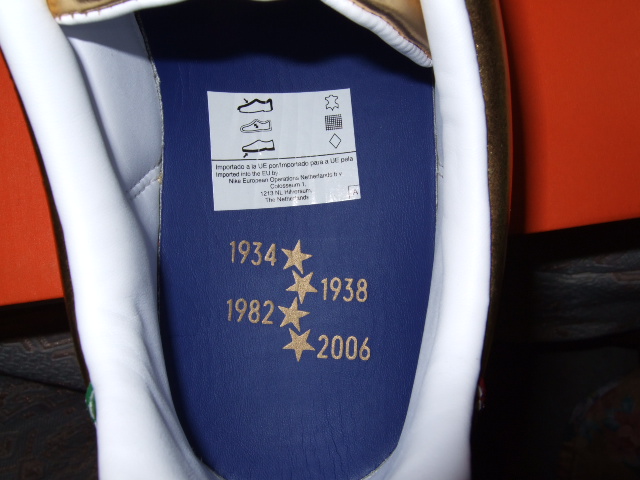 Importado a la UE por/Importado para a UE pela
Imported into the EU by
Nike European Operations Netherlands b.v.
Colosseum 1,
1213 NL Hilversum,
The Netherlands
A
1934
1938
1982
2006